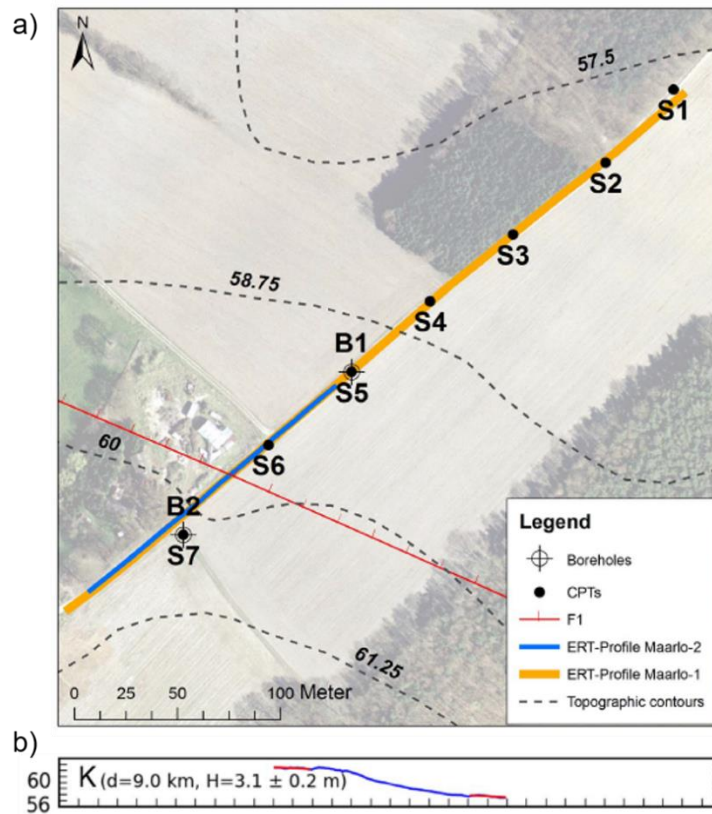 a)
N
57.5
S1
S2
S3
58.75
S4
B1
S5
60
S6
B2
S7
61.25
Legend
Boreholes
CPTs
F1
ERT-Profile Maarlo-2
ERT-Profile Maarlo-1
Topographic contours
0 25 50 100 Meter
b)
60
56
K (d=9.0 km, H=3.1 ± 0.2 m)